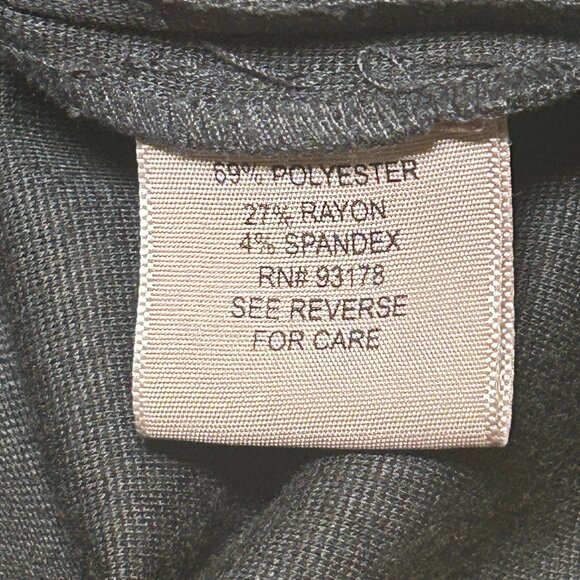 69% POLYESTER
27% RAYON
4% SPANDEX
RN# 93178
SEE REVERSE
FOR CARE